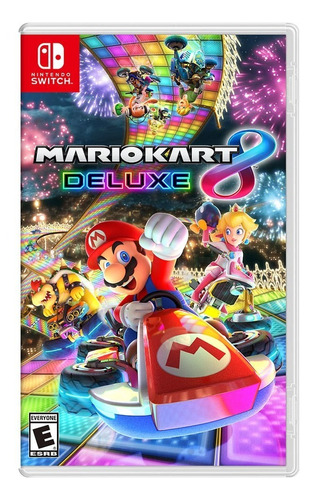 NINTENDO
SWITCH
MARIOKART 8
DELUXE
M
M
EVERYONE
E
ESRB